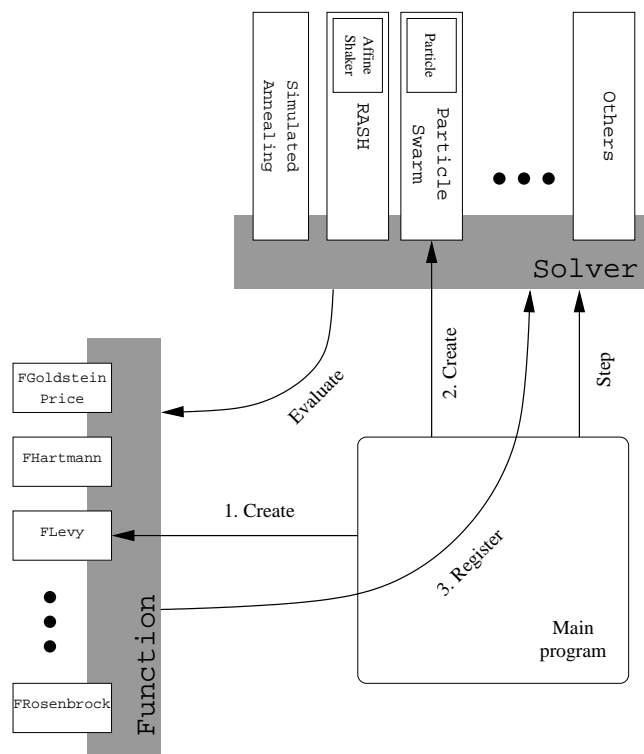 Simulated
Annealing
Affine
Shaker
RASH
Particle
Particle
Swarm
Others
Solver
Evaluate
2. Create
Step
FGoldstein
Price
FHartmann
FLevy
FRosenbrock
Function
1. Create
3. Register
Main
program